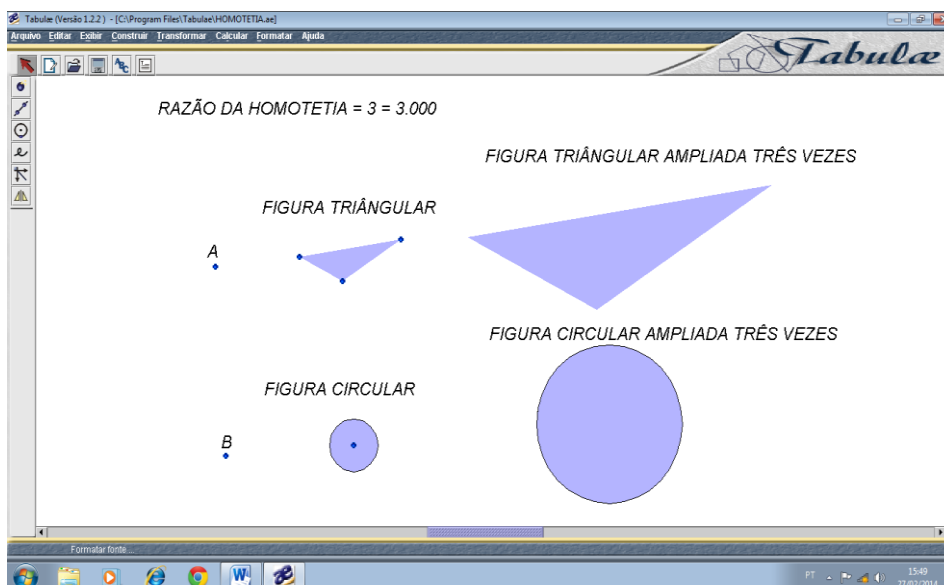 Tabulæ (Versão 1.2.2 ) - [C:\Program Files\Tabulae\HOMOTETIA.ae]
Arquivo Editar Exibir Construir Transformar Calcular Formatar Ajuda
Tabulæ
RAZÃO DA HOMOTETIA = 3 = 3.000
FIGURA TRIÂNGULAR AMPLIADA TRÊS VEZES
FIGURA TRIÂNGULAR
A
FIGURA CIRCULAR AMPLIADA TRÊS VEZES
FIGURA CIRCULAR
B
Formatar fonte ...
PT
15:49